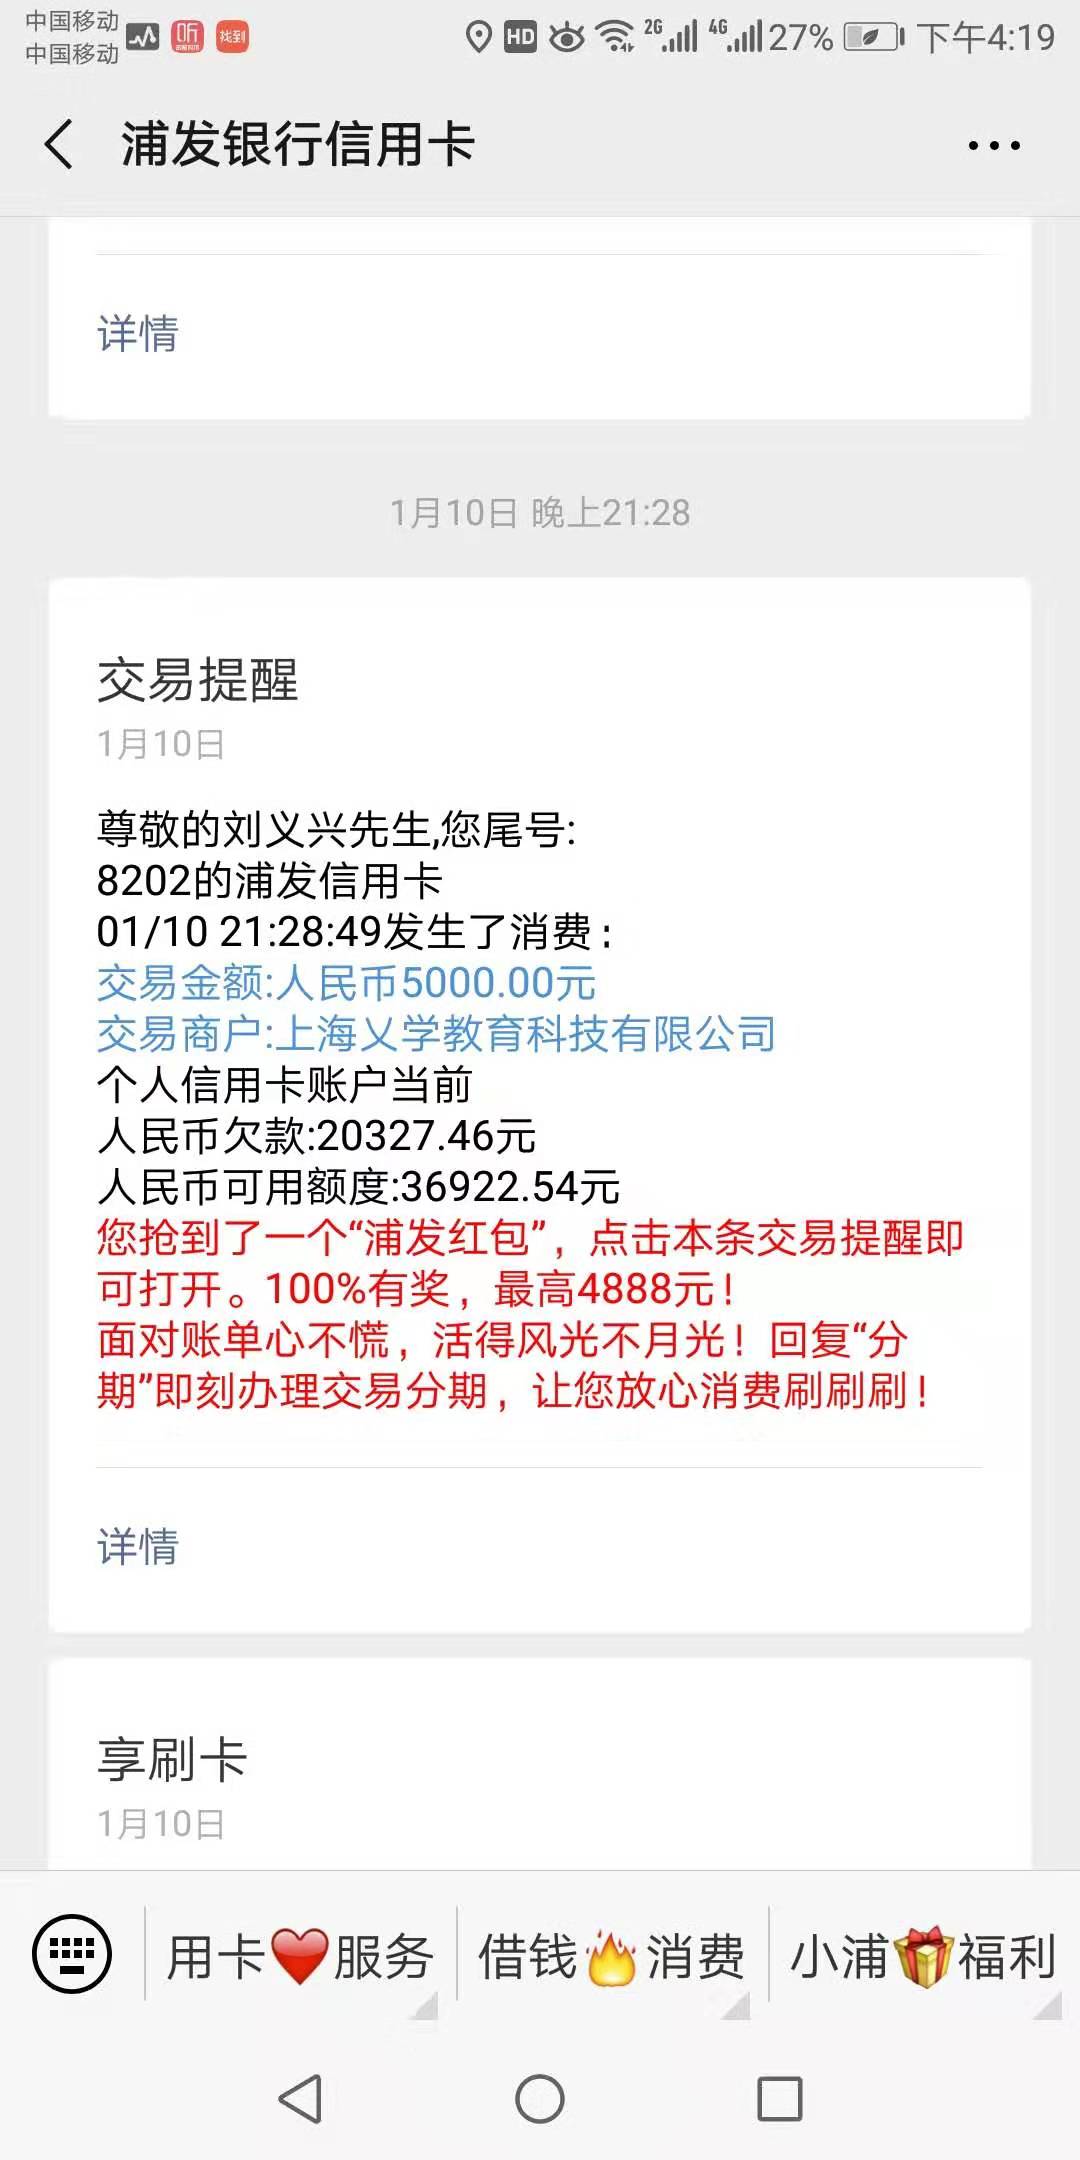 中国移动
中国移动
听
找到
HD
2G
4G
27%
下午4:19
浦发银行信用卡
详情
1月10日 晚上21:28
交易提醒
1月10日
尊敬的刘义兴先生,您尾号:
8202的浦发信用卡
01/10 21:28:49发生了消费：
交易金额:人民币5000.00元
交易商户:上海乂学教育科技有限公司
个人信用卡账户当前
人民币欠款:20327.46元
人民币可用额度:36922.54元
您抢到了一个“浦发红包”，点击本条交易提醒即
可打开。100%有奖，最高4888元！
面对账单心不慌，活得风光不月光！回复“分
期”即刻办理交易分期，让您放心消费刷刷刷！
详情
享刷卡
1月10日
用卡❤️服务
借钱🔥消费
小浦🎁福利